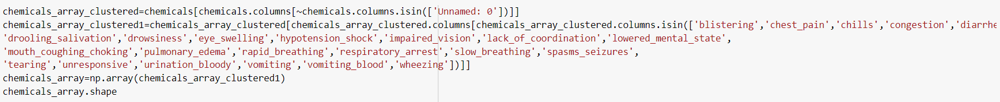 chemicals_array_clustered=chemicals[chemicals.columns[~chemicals.columns.isin(['Unnamed: 0'])]]
chemicals_array_clustered1=chemicals_array_clustered[chemicals_array_clustered.columns[chemicals_array_clustered.columns.isin(['blistering','chest_pain','chills','congestion','diarrhe
'drooling_salivation','drowsiness','eye_swelling','hypotension_shock','impaired_vision','lack_of_coordination','lowered_mental_state',
'mouth_coughing_choking','pulmonary_edema','rapid_breathing','respiratory_arrest','slow_breathing','spasms_seizures',
'tearing','unresponsive','urination_bloody','vomiting','vomiting_blood','wheezing'])]]
chemicals_array=np.array(chemicals_array_clustered1)
chemicals_array.shape